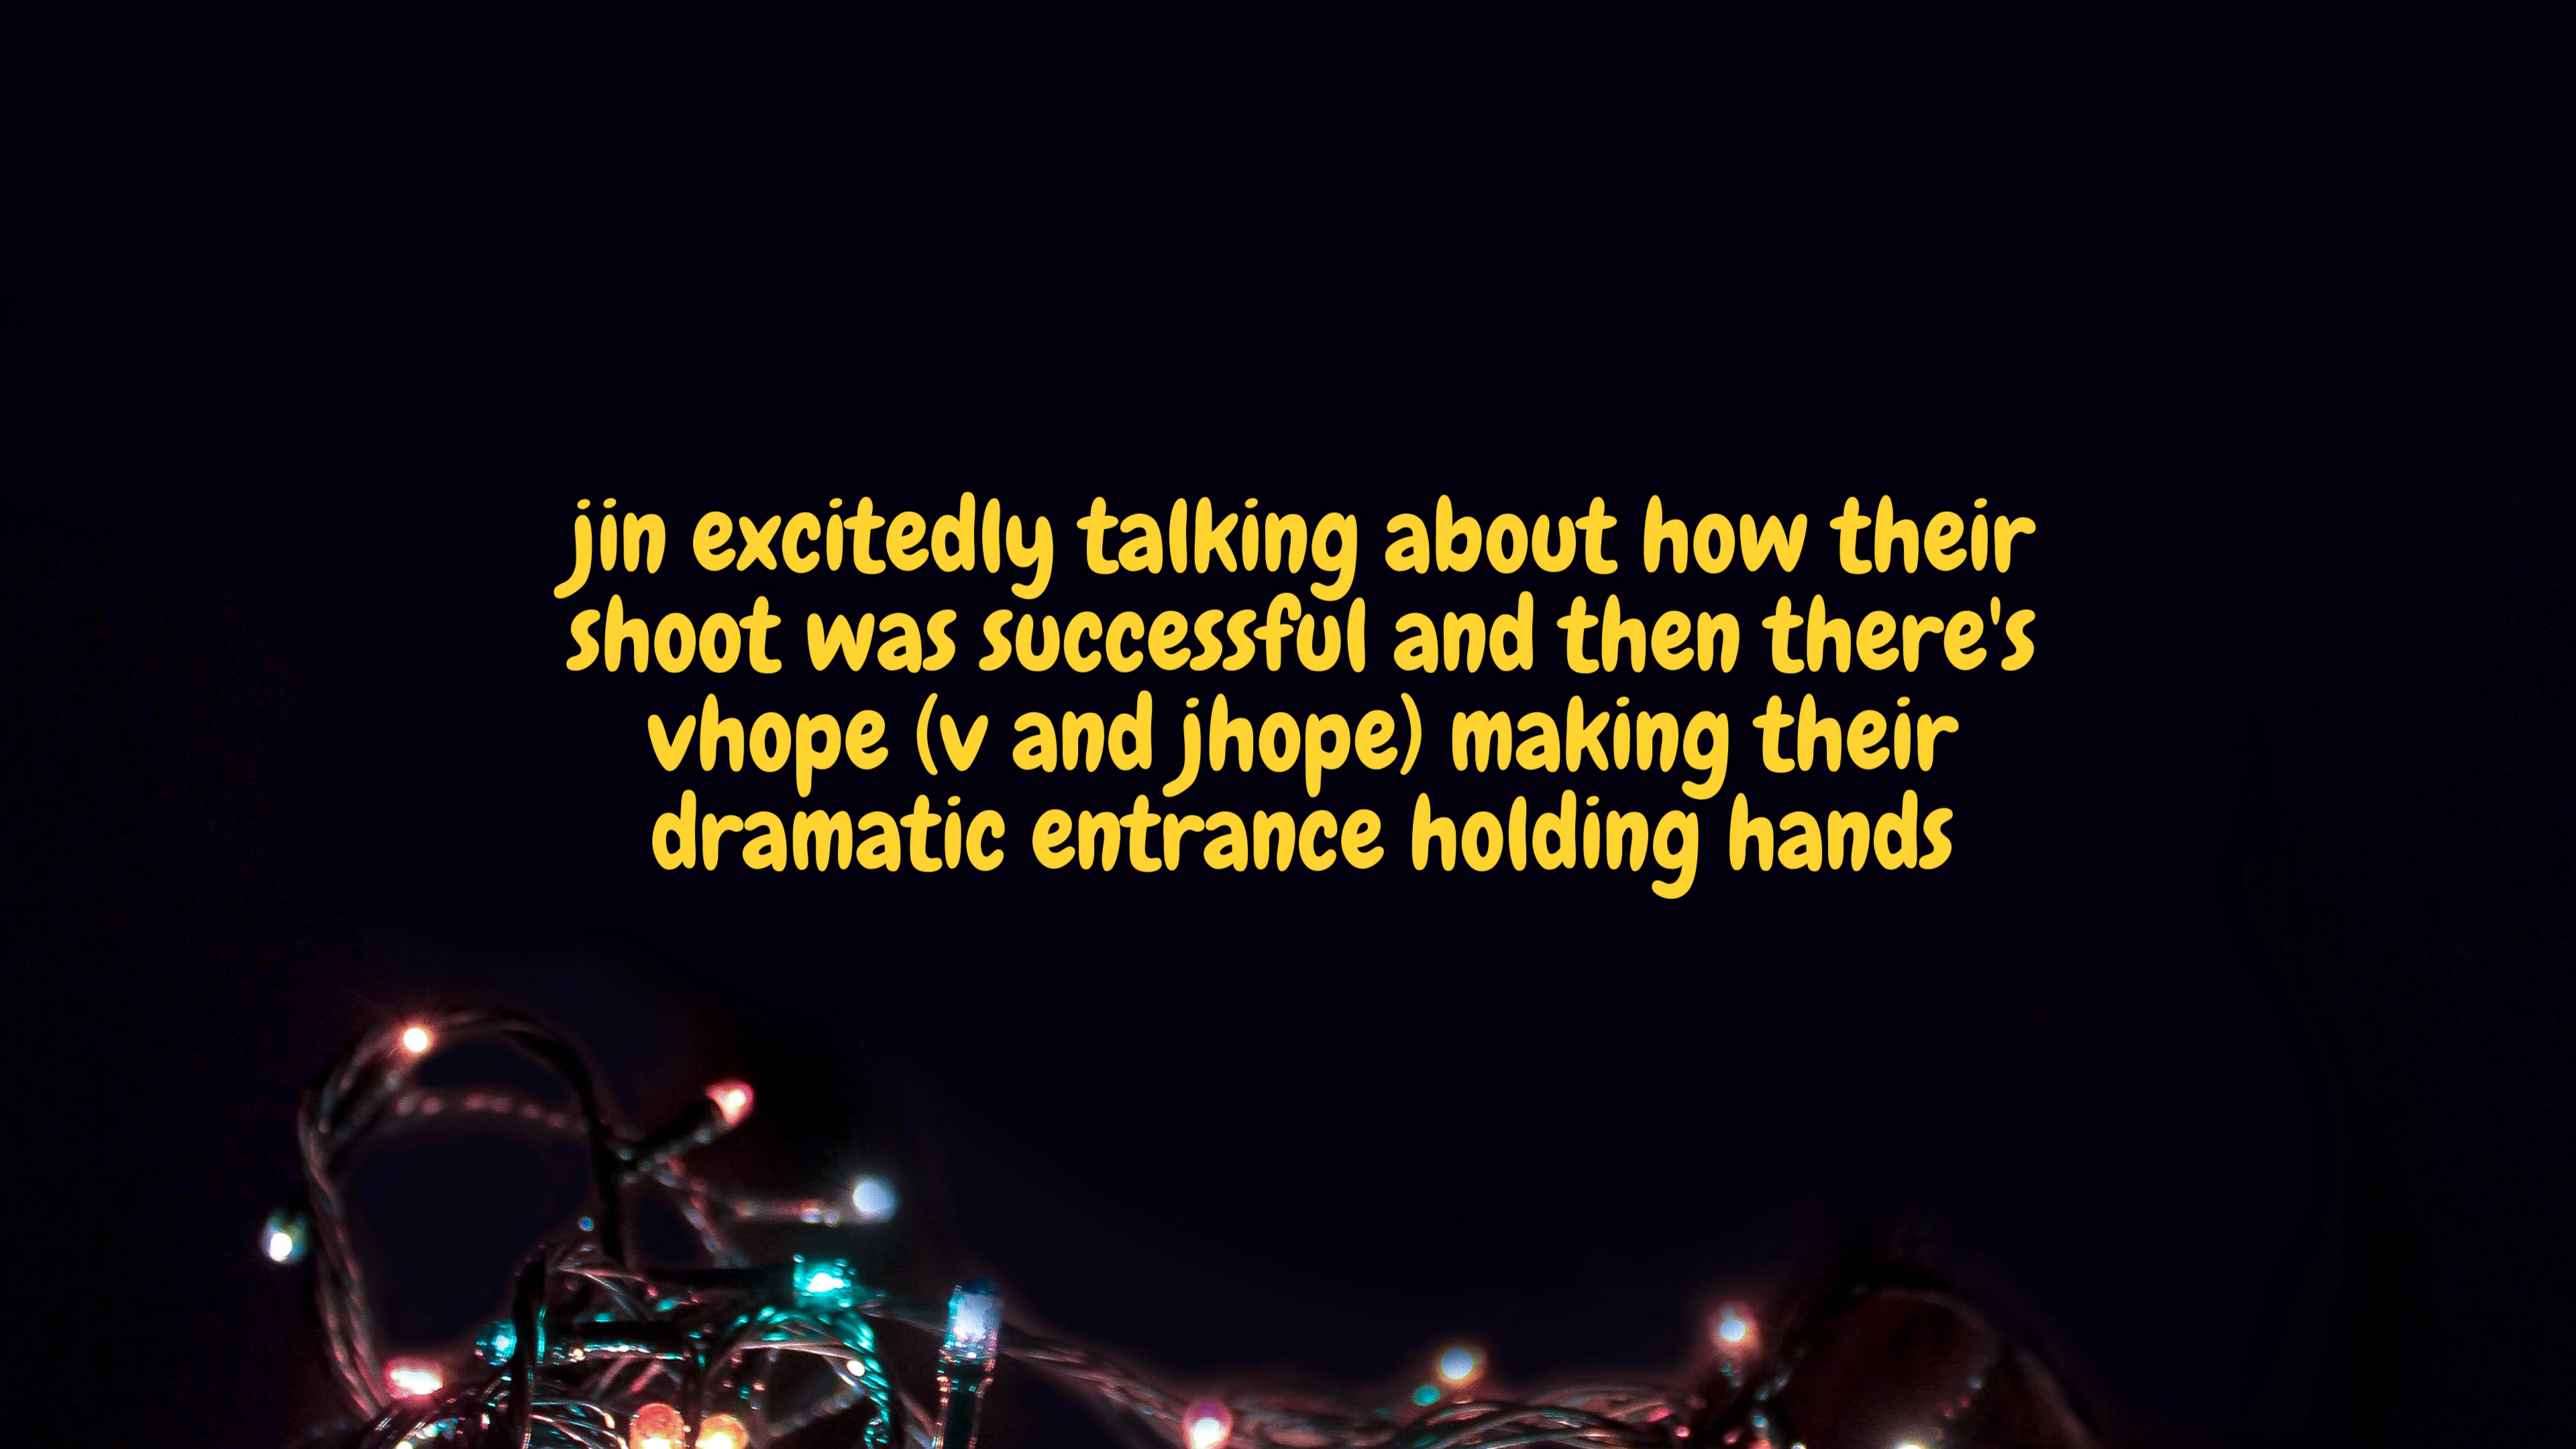 jin excitedly talking about how their
shoot was successful and then there's
vhope (v and jhope) making their
dramatic entrance holding hands